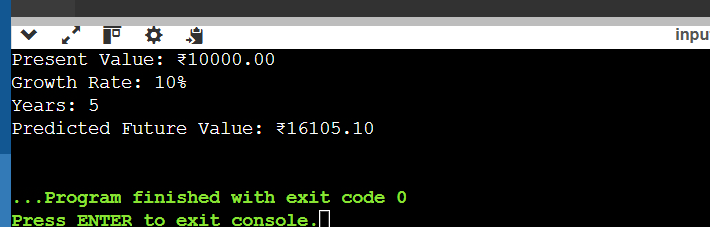 inpu
Present Value: ₹10000.00
Growth Rate: 10%
Years: 5
Predicted Future Value: ₹16105.10
...Program finished with exit code 0
Press ENTER to exit console.